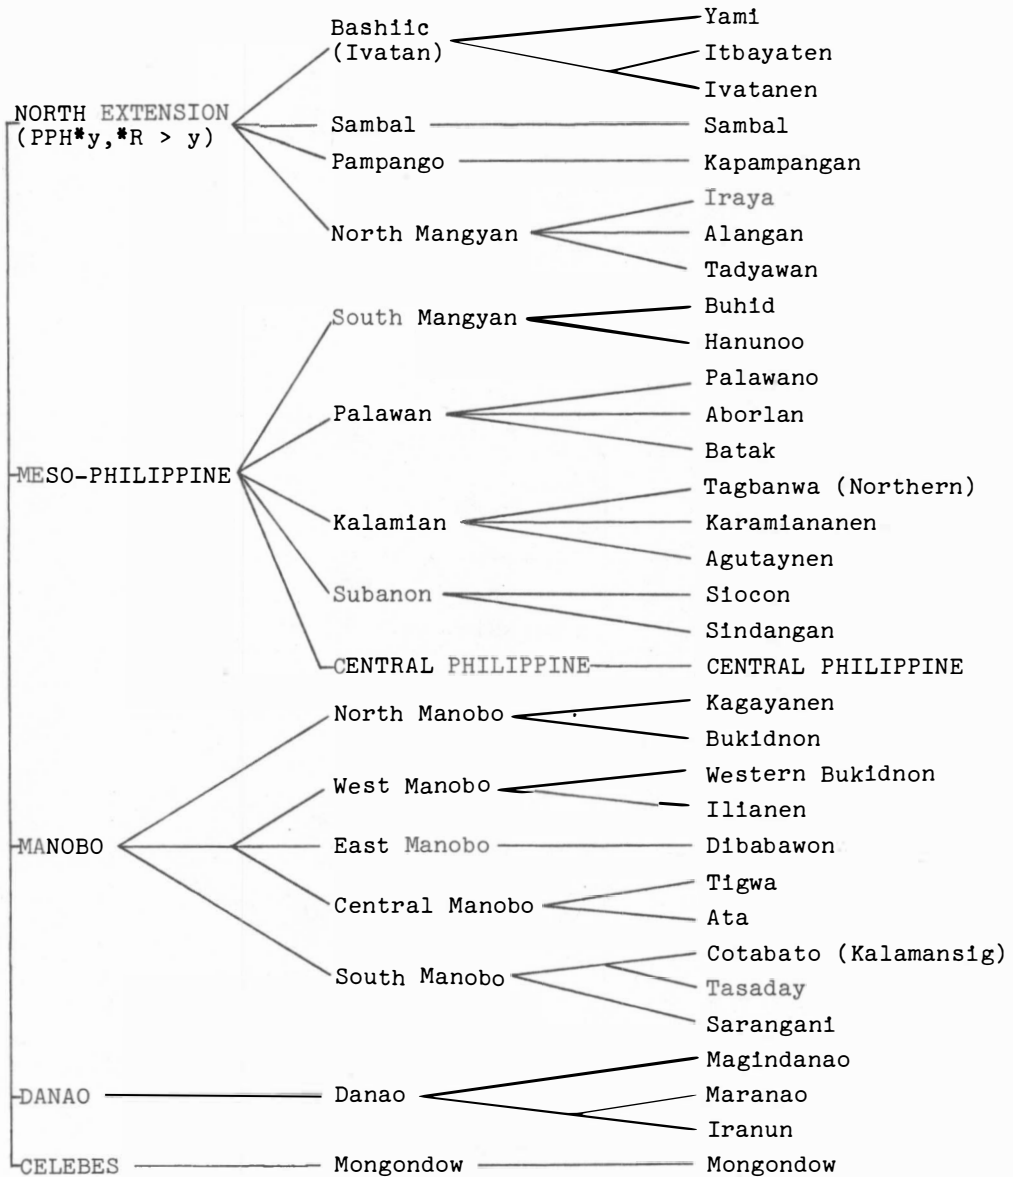 Bashiic Yami
(Ivatan)
Itbayaten
Ivatanen
NORTH EXTENSION
(PPH*y,*R > y)
Sambal Sambal
Pampango Kapampangan
Iraya
North Mangyan Alangan
Tadyawan
Buhid
South Mangyan
Hanunoo
Palawano
Palawan Aborlan
Batak
MESO-PHILIPPINE
Tagbanwa (Northern)
Kalamian Karamiananen
Agutaynen
Subanon Siocon
Sindangan
CENTRAL PHILIPPINE CENTRAL PHILIPPINE
Kagayanen
North Manobo
Bukidnon
Western Bukidnon
West Manobo
Ilianen
MANOBO East Manobo Dibabawon
Tigwa
Central Manobo
Ata
Cotabato (Kalamansig)
South Manobo
Tasaday
Sarangani
Magindanao
DANAO Danao Maranao
Iranun
CELEBES Mongondow Mongondow